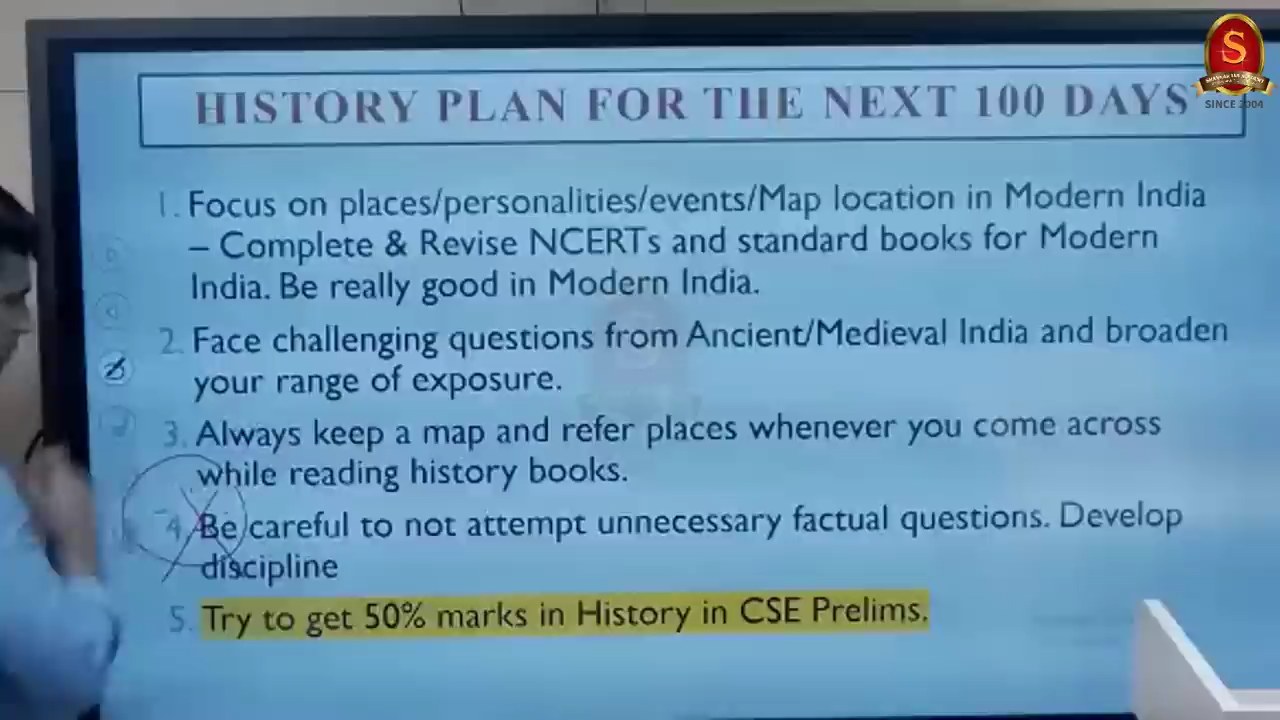 HISTORY PLAN FOR THE NEXT 100 DAYS
1. Focus on places/personalities/events/Map location in Modern India
– Complete & Revise NCERTs and standard books for Modern
India. Be really good in Modern India.
2. Face challenging questions from Ancient/Medieval India and broaden
your range of exposure.
3. Always keep a map and refer places whenever you come across
while reading history books.
4. Be careful to not attempt unnecessary factual questions. Develop
discipline
5. Try to get 50% marks in History in CSE Prelims.
S
SINCE 2004